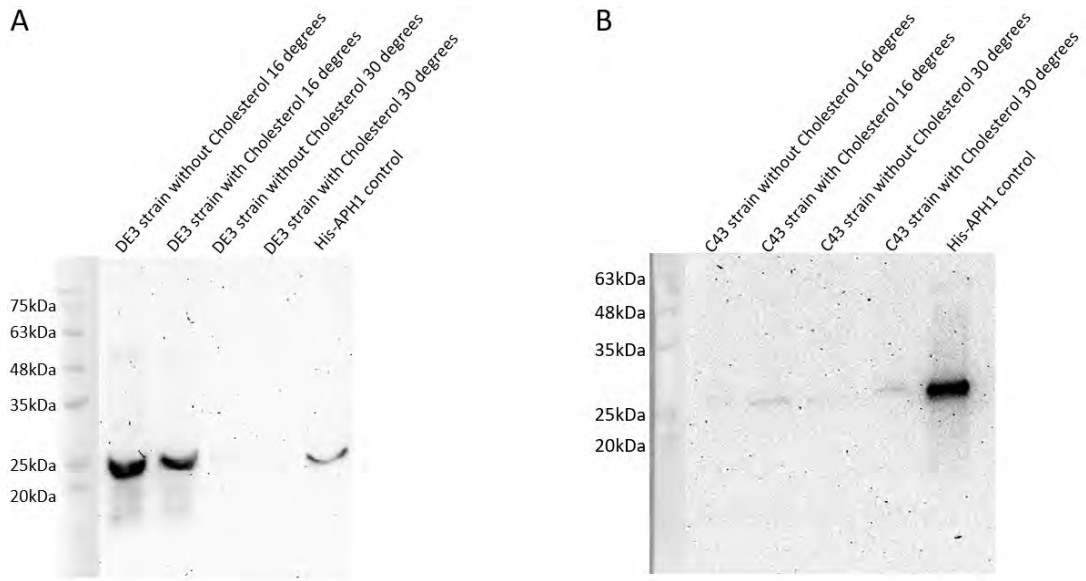 A
DE3 strain without Cholesterol 16 degrees
DE3 strain with Cholesterol 16 degrees
DE3 strain without Cholesterol 30 degrees
DE3 strain with Cholesterol 30 degrees
His-APH1 control
75kDa
63kDa
48kDa
35kDa
25kDa
20kDa
B
C43 strain without Cholesterol 16 degrees
C43 strain with Cholesterol 16 degrees
C43 strain without Cholesterol 30 degrees
C43 strain with Cholesterol 30 degrees
His-APH1 control
63kDa
48kDa
35kDa
25kDa
20kDa